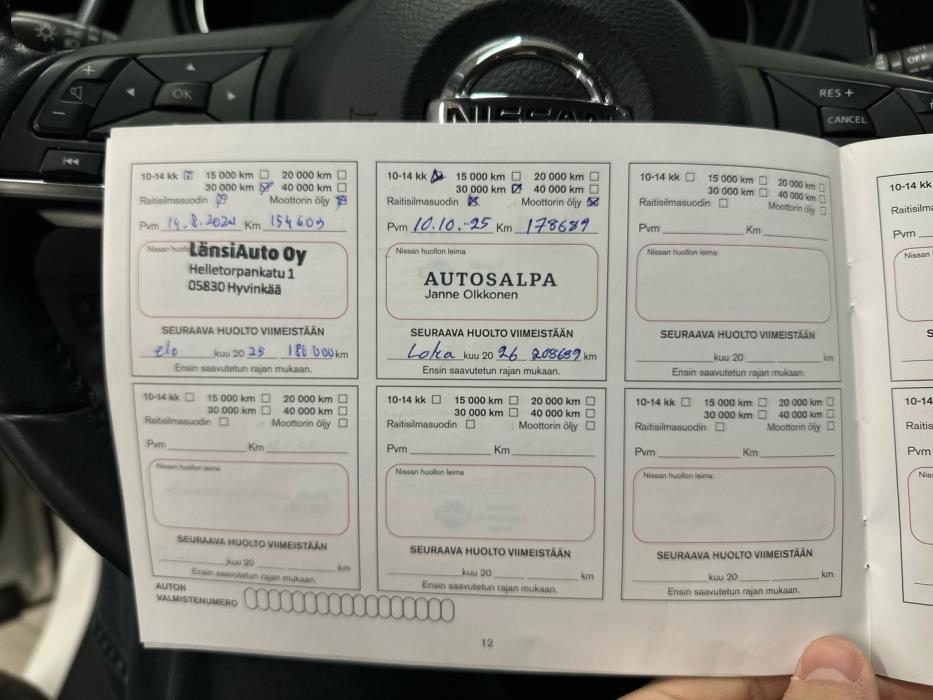 OK
RES +
CANCEL
OFF
NISSAN
10-14 kk 15 000 km 20 000 km
30 000 km 40 000 km
Raitisilmasuodin Moottorin öljy
Pvm 14.8.2024 Km 154609
Nissan huollon leima
LänsiAuto Oy
Helletorpankatu 1
05830 Hyvinkää
SEURAAVA HUOLTO VIIMEISTÄÄN
elo kuu 20 25 180 000 km
Ensin saavutetun rajan mukaan.
10-14 kk 15 000 km 20 000 km
30 000 km 40 000 km
Raitisilmasuodin Moottorin öljy
Pvm 10.10.-25 Km 178689
Nissan huollon leima
AUTOSALPA
Janne Olkkonen
SEURAAVA HUOLTO VIIMEISTÄÄN
Loka kuu 20 26 208689 km
Ensin saavutetun rajan mukaan.
10-14 kk 15 000 km 20 000 km
30 000 km 40 000 km
Raitisilmasuodin Moottorin öljy
Pvm Km
Nissan huollon leima
SEURAAVA HUOLTO VIIMEISTÄÄN
kuu 20 km
Ensin saavutetun rajan mukaan.
10-14 kk 15 000 km 20 000 km
30 000 km 40 000 km
Raitisilmasuodin Moottorin öljy
Pvm Km
Nissan huollon leima
SEURAAVA HUOLTO VIIMEISTÄÄN
kuu 20 km
Ensin saavutetun rajan mukaan.
10-14 kk 15 000 km 20 000 km
30 000 km 40 000 km
Raitisilmasuodin Moottorin öljy
Pvm Km
Nissan huollon leima
SEURAAVA HUOLTO VIIMEISTÄÄN
kuu 20 km
Ensin saavutetun rajan mukaan.
10-14 kk 15 000 km 20 000 km
30 000 km 40 000 km
Raitisilmasuodin Moottorin öljy
Pvm Km
Nissan huollon leima
SEURAAVA HUOLTO VIIMEISTÄÄN
kuu 20 km
Ensin saavutetun rajan mukaan.
AUTON
VALMISTENUMERO
12
10-14 kk
Pvm
Pvm